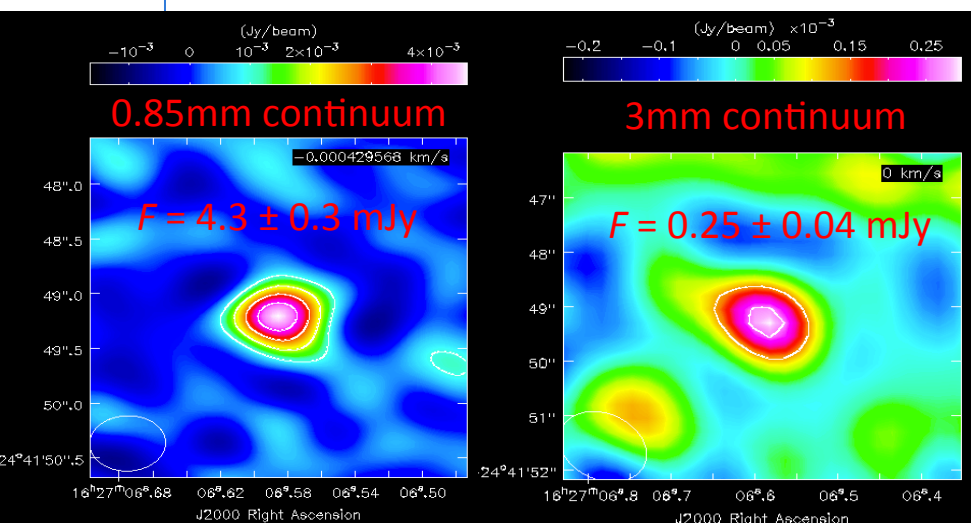 (Jy/beam)
−10⁻³ 0 10⁻³ 2×10⁻³ 4×10⁻³
0.85mm continuum
−0.000429568 km/s
F = 4.3 ± 0.3 mJy
48".0
48".5
49".0
49".5
50".0
24°41'50".5
16ʰ27ᵐ06ˢ.68 06ˢ.62 06ˢ.58 06ˢ.54 06ˢ.50
J2000 Right Ascension
(Jy/beam) ×10⁻³
−0.2 −0.1 0 0.05 0.15 0.25
3mm continuum
0 km/s
F = 0.25 ± 0.04 mJy
47"
48"
49"
50"
51"
-24°41'52"
16ʰ27ᵐ06ˢ.8 06ˢ.7 06ˢ.6 06ˢ.5 06ˢ.4
J2000 Right Ascension